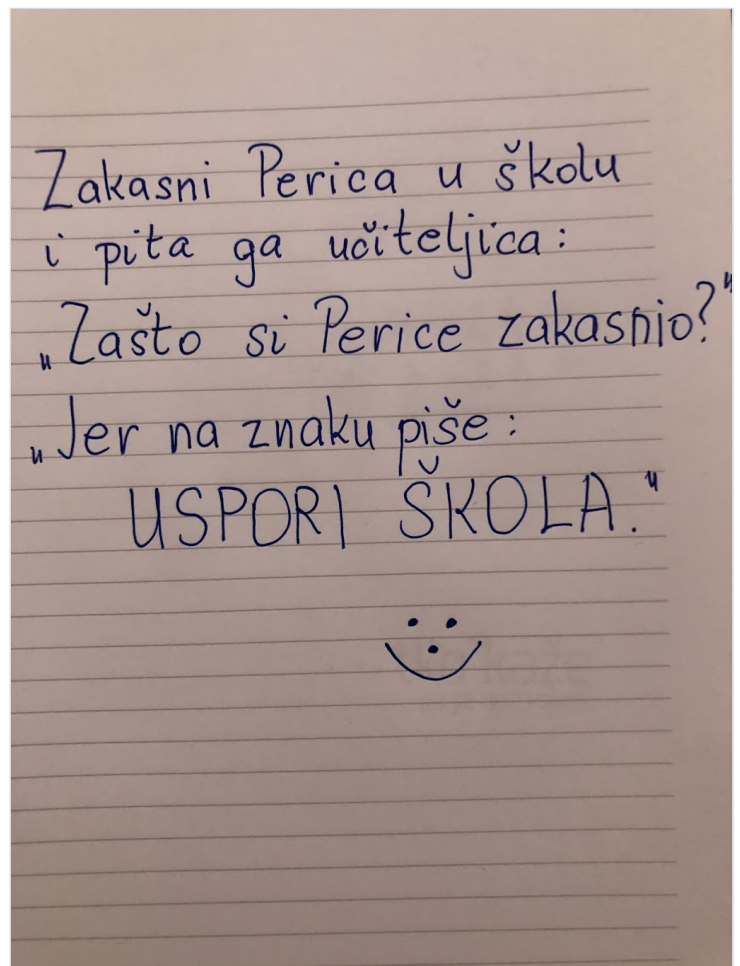 Zakasni Perica u školu
i pita ga učiteljica:
„Zašto si Perice zakasnio?"
„Jer na znaku piše:
USPORI ŠKOLA."